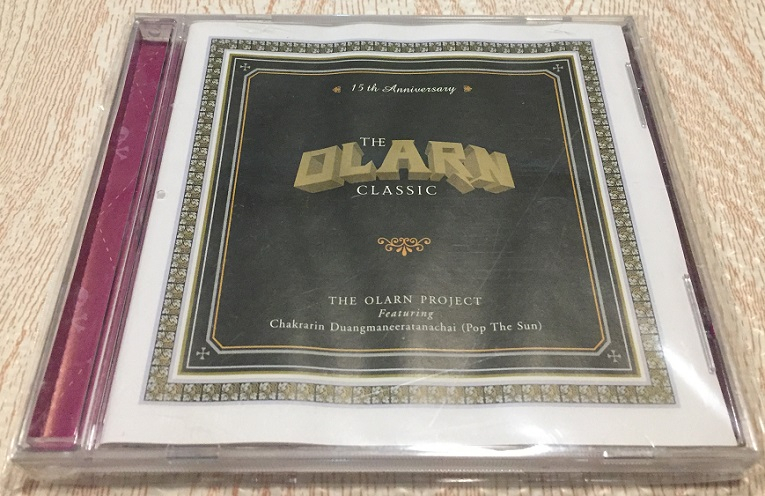 15th Anniversary
THE
OLARN
CLASSIC
THE OLARN PROJECT
Featuring
Chakrarin Duangmaneeratanachai (Pop The Sun)